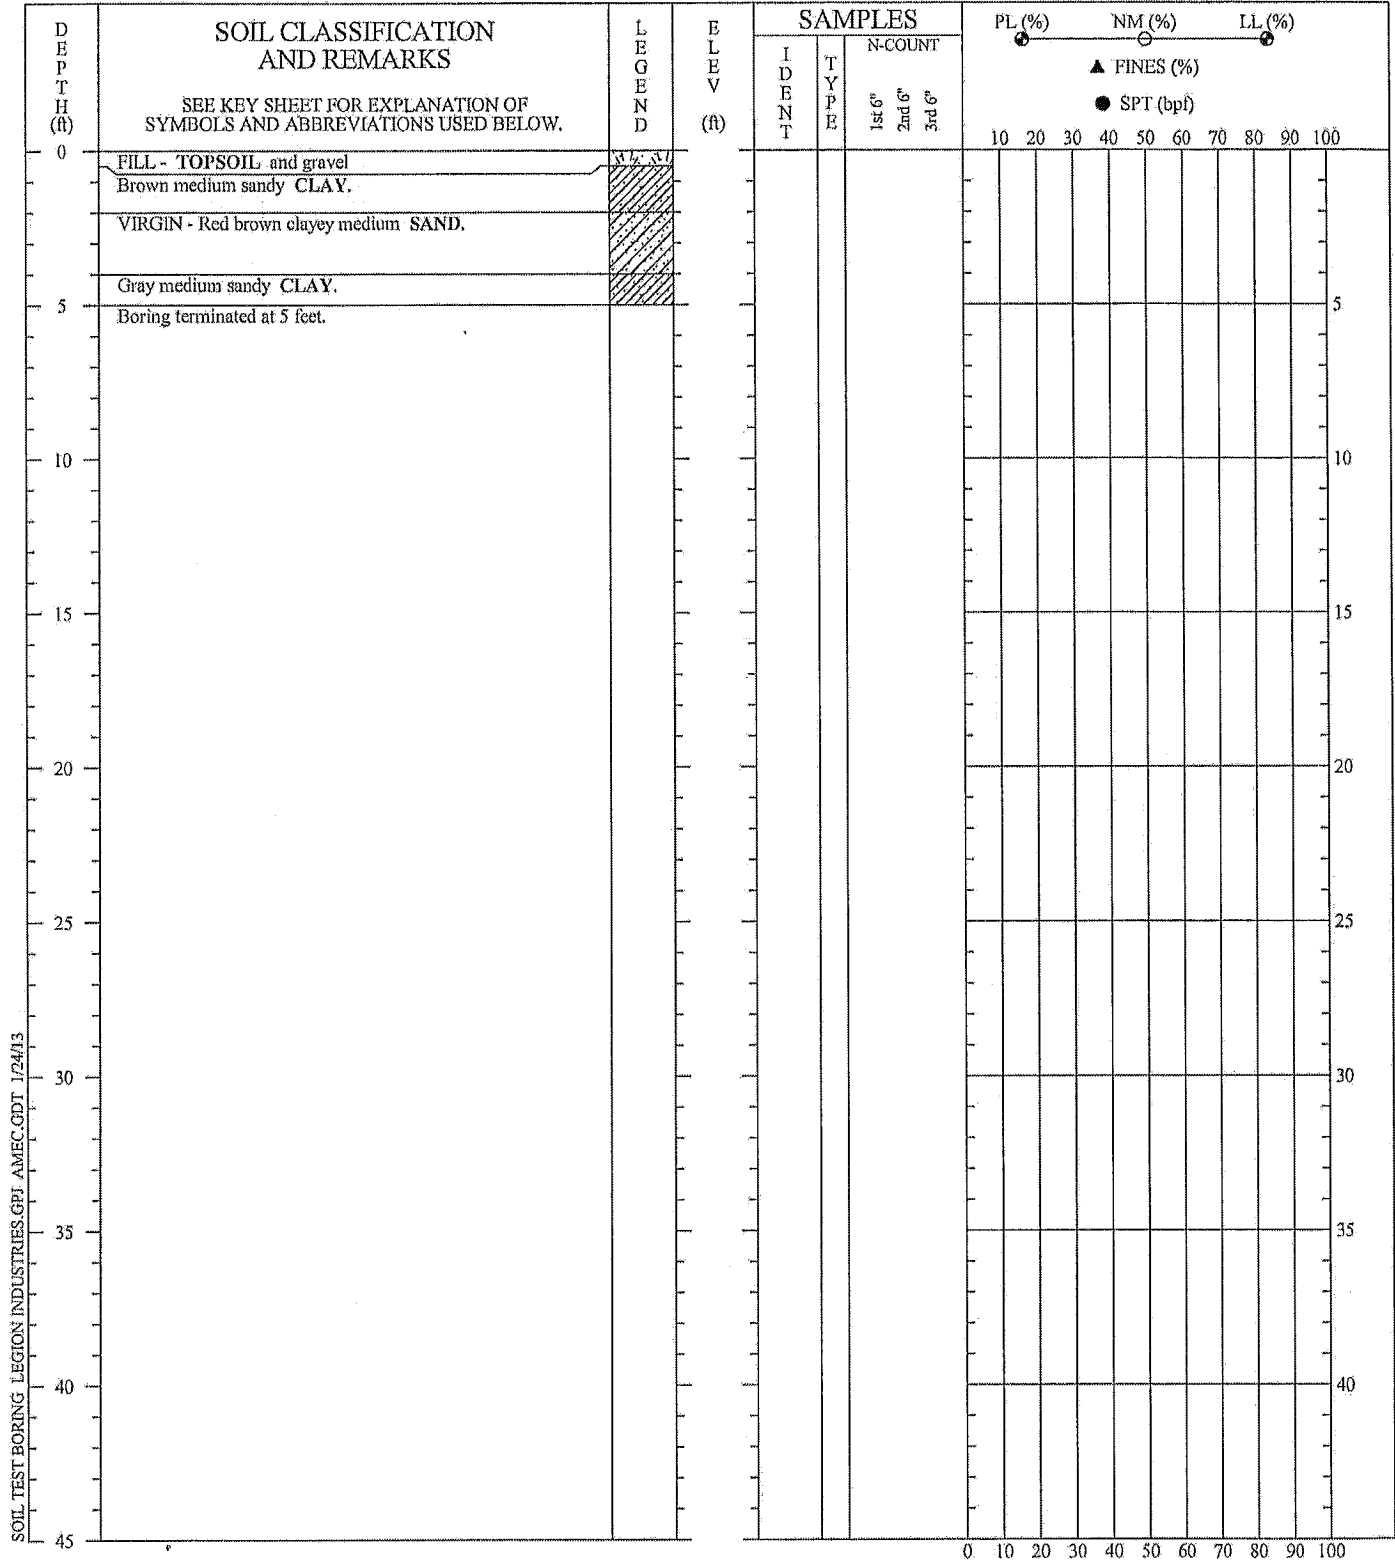 DEPTH (ft)
SOIL CLASSIFICATION
AND REMARKS
SEE KEY SHEET FOR EXPLANATION OF
SYMBOLS AND ABBREVIATIONS USED BELOW.
LEGEND
ELEV (ft)
SAMPLES
IDENT
TYPE
N-COUNT
1st 6"
2nd 6"
3rd 6"
PL (%) NM (%) LL (%)
▲ FINES (%)
● SPT (bpf)
10 20 30 40 50 60 70 80 90 100
0
FILL - TOPSOIL and gravel
Brown medium sandy CLAY.
VIRGIN - Red brown clayey medium SAND.
Gray medium sandy CLAY.
5 5
Boring terminated at 5 feet.
10 10
15 15
20 20
25 25
30 30
35 35
40 40
45
0 10 20 30 40 50 60 70 80 90 100
SOIL TEST BORING LEGION INDUSTRIES.GPJ AMEC.GDT 1/24/13